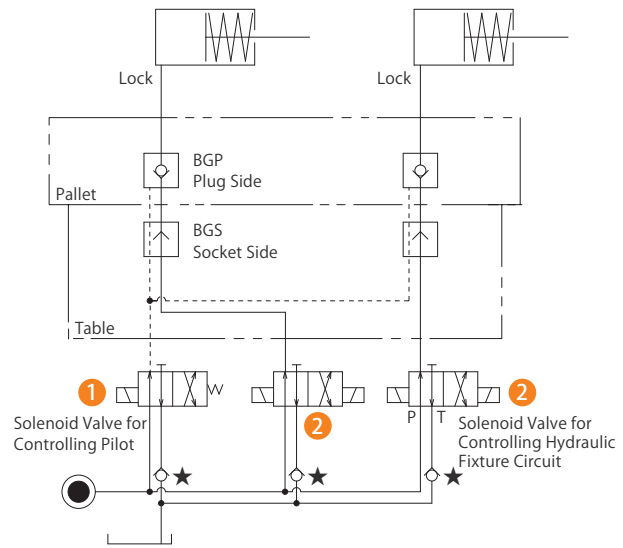 Lock
Lock
BGP
Plug Side
Pallet
BGS
Socket Side
Table
1
2
2
P
T
Solenoid Valve for
Controlling Pilot
Solenoid Valve for
Controlling Hydraulic
Fixture Circuit